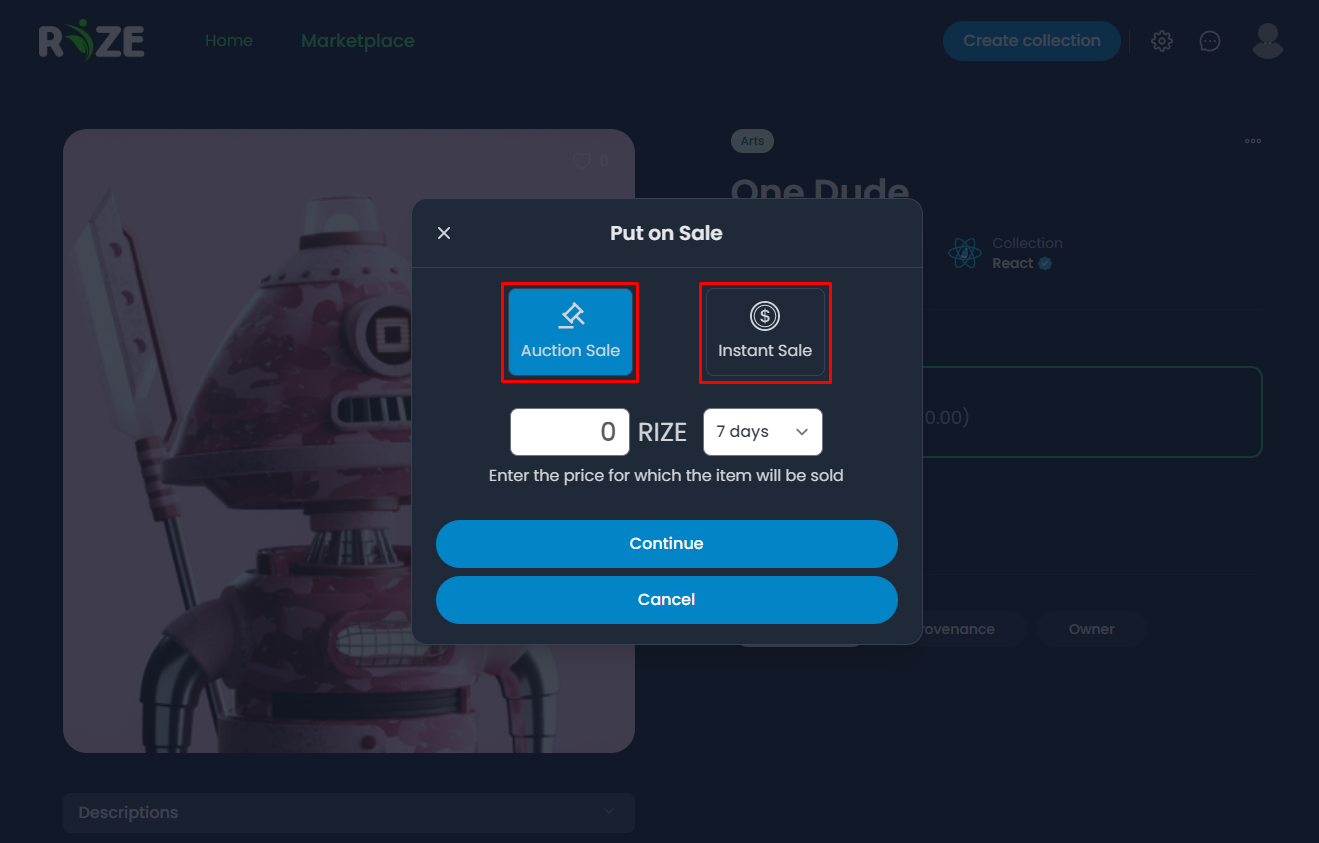 RIZE
Home
Marketplace
Create collection
0
Arts
One Dude
Collection
React
Put on Sale
Auction Sale
Instant Sale
0 RIZE 7 days
0.00)
Enter the price for which the item will be sold
Continue
Cancel
ovenance
Owner
Descriptions